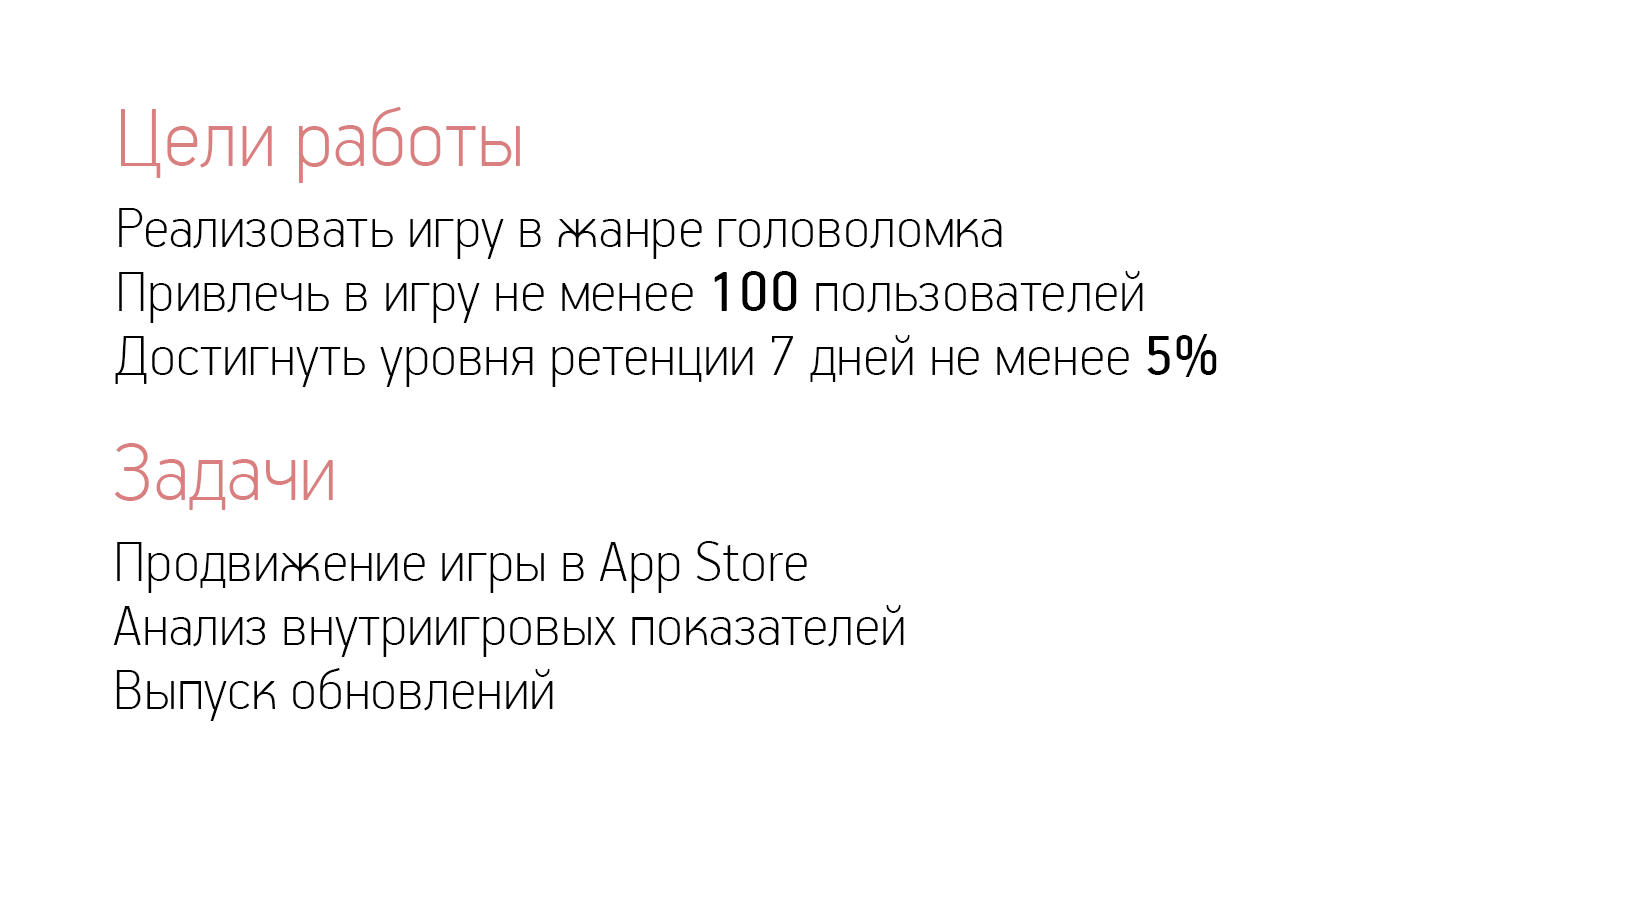 Цели работы
Реализовать игру в жанре головоломка
Привлечь в игру не менее 100 пользователей
Достигнуть уровня ретенции 7 дней не менее 5%
Задачи
Продвижение игры в App Store
Анализ внутриигровых показателей
Выпуск обновлений